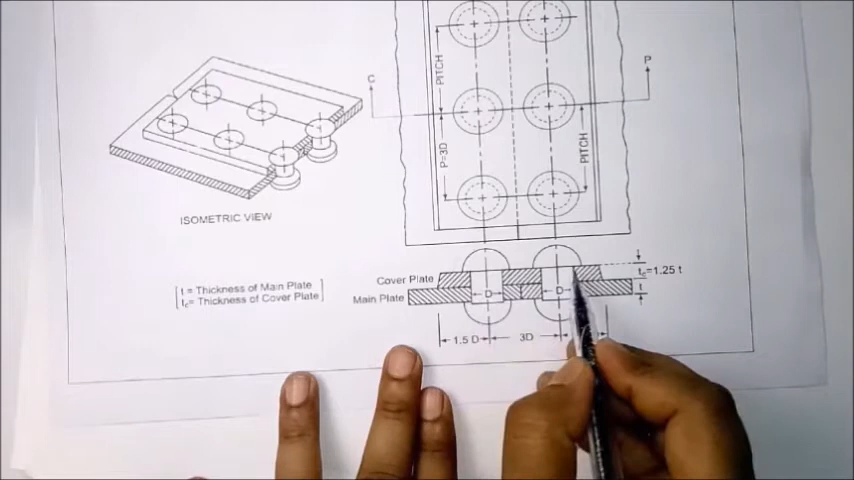 PITCH
P
C
P=3D
PITCH
ISOMETRIC VIEW
t = Thickness of Main Plate
tc= Thickness of Cover Plate
Cover Plate
tc=1.25 t
Main Plate
D
D
t
1.5 D
3D